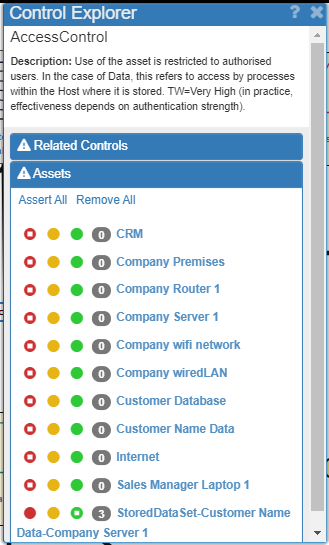 Control Explorer ? ✖
AccessControl
Description: Use of the asset is restricted to authorised
users. In the case of Data, this refers to access by processes
within the Host where it is stored. TW=Very High (in practice,
effectiveness depends on authentication strength).
Related Controls
Assets
Assert All Remove All
0 CRM
0 Company Premises
0 Company Router 1
0 Company Server 1
0 Company wifi network
0 Company wiredLAN
0 Customer Database
0 Customer Name Data
0 Internet
0 Sales Manager Laptop 1
3 StoredDataSet-Customer Name
Data-Company Server 1